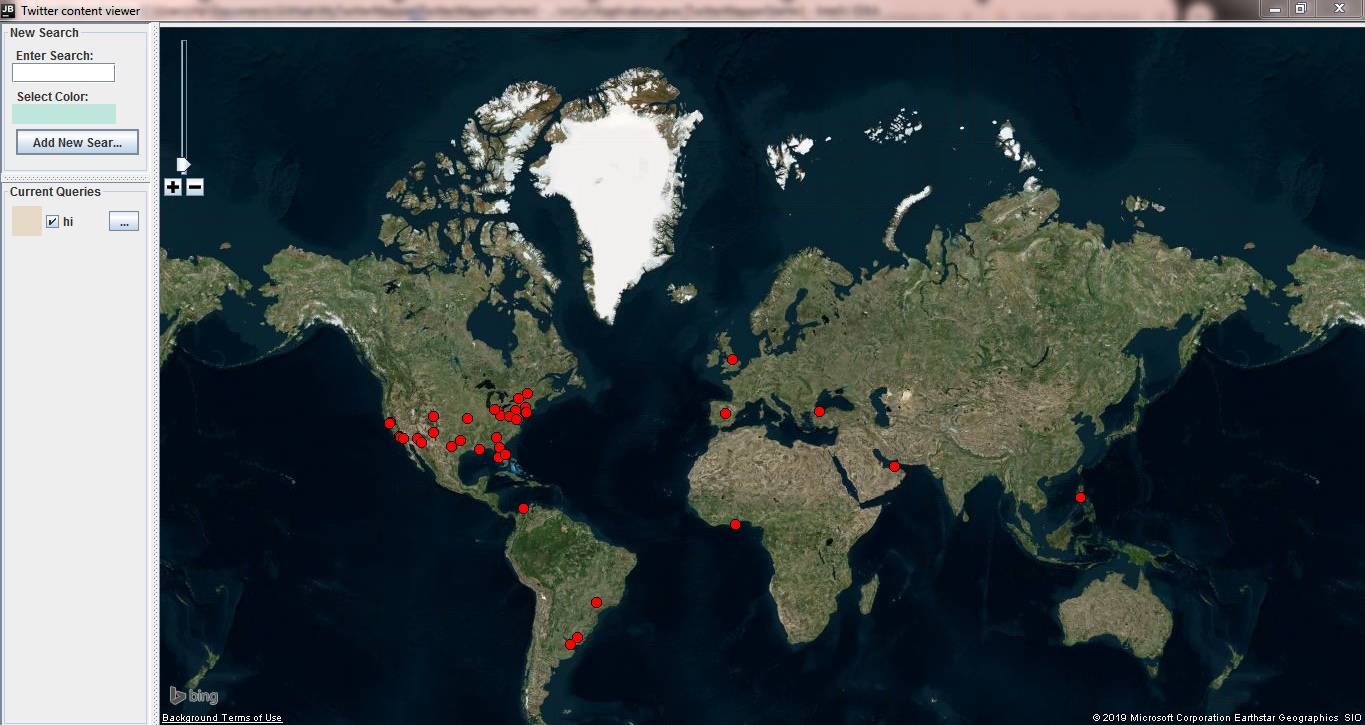 JB
Twitter content viewer
New Search
Enter Search:
Select Color:
Add New Sear...
Current Queries
hi
...
bing
Background Terms of Use
© 2019 Microsoft Corporation Earthstar Geographics SIO